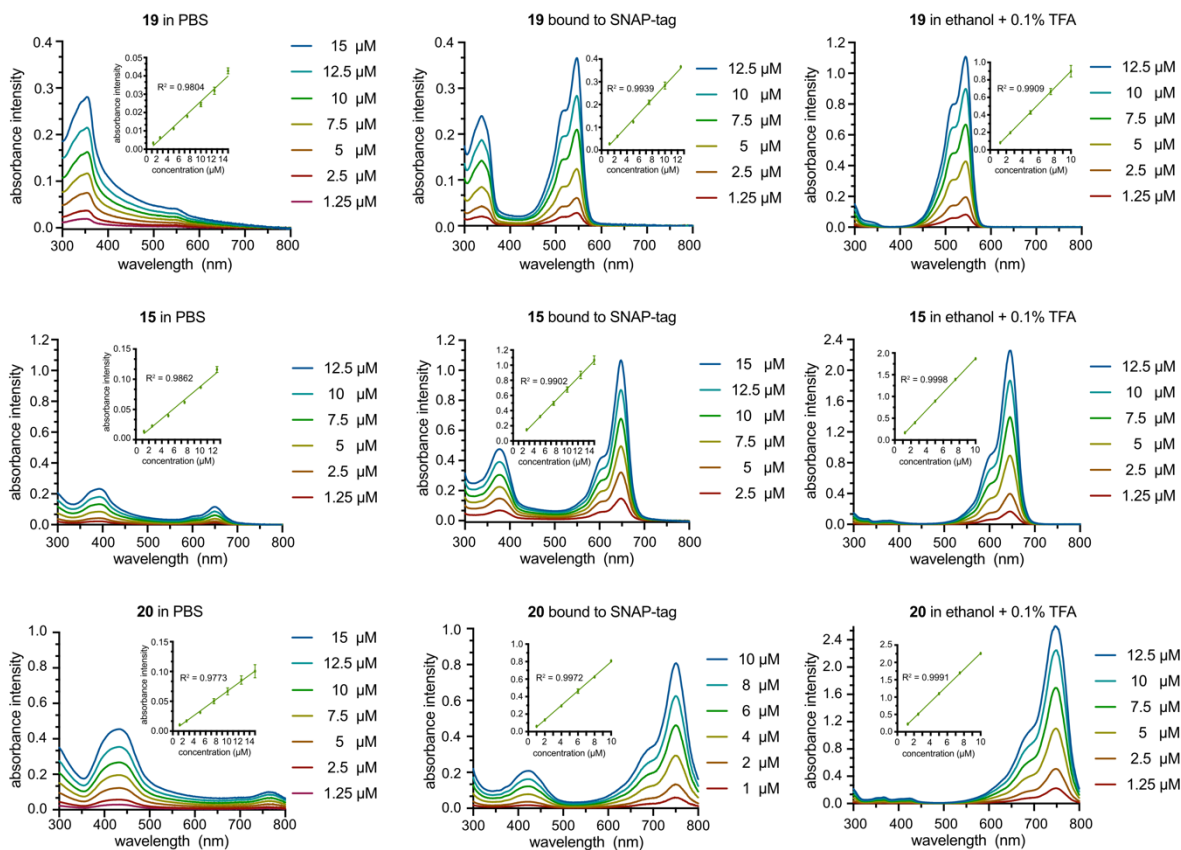 19 in PBS
absorbance intensity
0.4
0.3
0.2
0.1
0.0
300 400 500 600 700 800
wavelength (nm)
absorbance intensity
0.05
0.04
0.03
0.02
0.01
0.00
R² = 0.9804
0 2 4 6 8 10 12 14
concentration (μM)
15 μM
12.5 μM
10 μM
7.5 μM
5 μM
2.5 μM
1.25 μM
19 bound to SNAP-tag
absorbance intensity
0.4
0.3
0.2
0.1
0.0
300 400 500 600 700 800
wavelength (nm)
absorbance intensity
0.4
0.3
0.2
0.1
0.0
R² = 0.9939
0 2 4 6 8 10 12
concentration (μM)
12.5 μM
10 μM
7.5 μM
5 μM
2.5 μM
1.25 μM
19 in ethanol + 0.1% TFA
absorbance intensity
1.2
1.0
0.8
0.6
0.4
0.2
0.0
300 400 500 600 700 800
wavelength (nm)
absorbance intensity
1.0
0.8
0.6
0.4
0.2
0.0
R² = 0.9909
0 2 4 6 8 10
concentration (μM)
12.5 μM
10 μM
7.5 μM
5 μM
2.5 μM
1.25 μM
15 in PBS
absorbance intensity
1.2
1.0
0.8
0.6
0.4
0.2
0.0
300 400 500 600 700 800
wavelength (nm)
absorbance intensity
0.15
0.10
0.05
0.00
R² = 0.9862
0 2 4 6 8 10 12
concentration (μM)
12.5 μM
10 μM
7.5 μM
5 μM
2.5 μM
1.25 μM
15 bound to SNAP-tag
absorbance intensity
1.2
1.0
0.8
0.6
0.4
0.2
0.0
300 400 500 600 700 800
wavelength (nm)
absorbance intensity
1.2
1.0
0.8
0.6
0.4
0.2
0.0
R² = 0.9902
0 2 4 6 8 10 12 14
concentration (μM)
15 μM
12.5 μM
10 μM
7.5 μM
5 μM
2.5 μM
15 in ethanol + 0.1% TFA
absorbance intensity
2.4
2.0
1.6
1.2
0.8
0.4
0.0
300 400 500 600 700 800
wavelength (nm)
absorbance intensity
2.0
1.5
1.0
0.5
0.0
R² = 0.9998
0 2 4 6 8 10
concentration (μM)
12.5 μM
10 μM
7.5 μM
5 μM
2.5 μM
1.25 μM
20 in PBS
absorbance intensity
1.0
0.8
0.6
0.4
0.2
0.0
300 400 500 600 700 800
wavelength (nm)
absorbance intensity
0.15
0.10
0.05
0.00
R² = 0.9773
0 2 4 6 8 10 12 14
concentration (μM)
15 μM
12.5 μM
10 μM
7.5 μM
5 μM
2.5 μM
1.25 μM
20 bound to SNAP-tag
absorbance intensity
1.0
0.8
0.6
0.4
0.2
0.0
300 400 500 600 700 800
wavelength (nm)
absorbance intensity
1.0
0.8
0.6
0.4
0.2
0.0
R² = 0.9972
0 2 4 6 8 10
concentration (μM)
10 μM
8 μM
6 μM
4 μM
2 μM
1 μM
20 in ethanol + 0.1% TFA
absorbance intensity
2.4
2.0
1.6
1.2
0.8
0.4
0.0
300 400 500 600 700 800
wavelength (nm)
absorbance intensity
2.5
2.0
1.5
1.0
0.5
0.0
R² = 0.9991
0 2 4 6 8 10
concentration (μM)
12.5 μM
10 μM
7.5 μM
5 μM
2.5 μM
1.25 μM